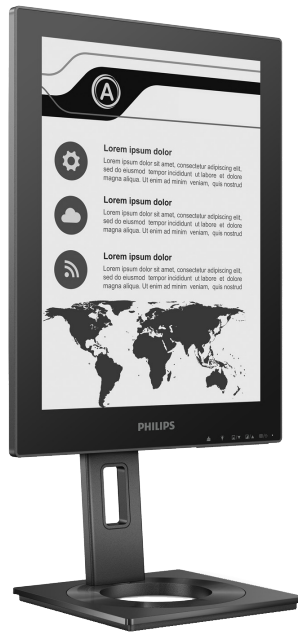 A
Lorem ipsum dolor
Lorem ipsum dolor sit amet, consectetur adipiscing elit,
sed do eiusmod tempor incididunt ut labore et dolore
magna aliqua. Ut enim ad minim veniam, quis nostrud
Lorem ipsum dolor
Lorem ipsum dolor sit amet, consectetur adipiscing elit,
sed do eiusmod tempor incididunt ut labore et dolore
magna aliqua. Ut enim ad minim veniam, quis nostrud
Lorem ipsum dolor
Lorem ipsum dolor sit amet, consectetur adipiscing elit,
sed do eiusmod tempor incididunt ut labore et dolore
magna aliqua. Ut enim ad minim veniam, quis nostrud
PHILIPS